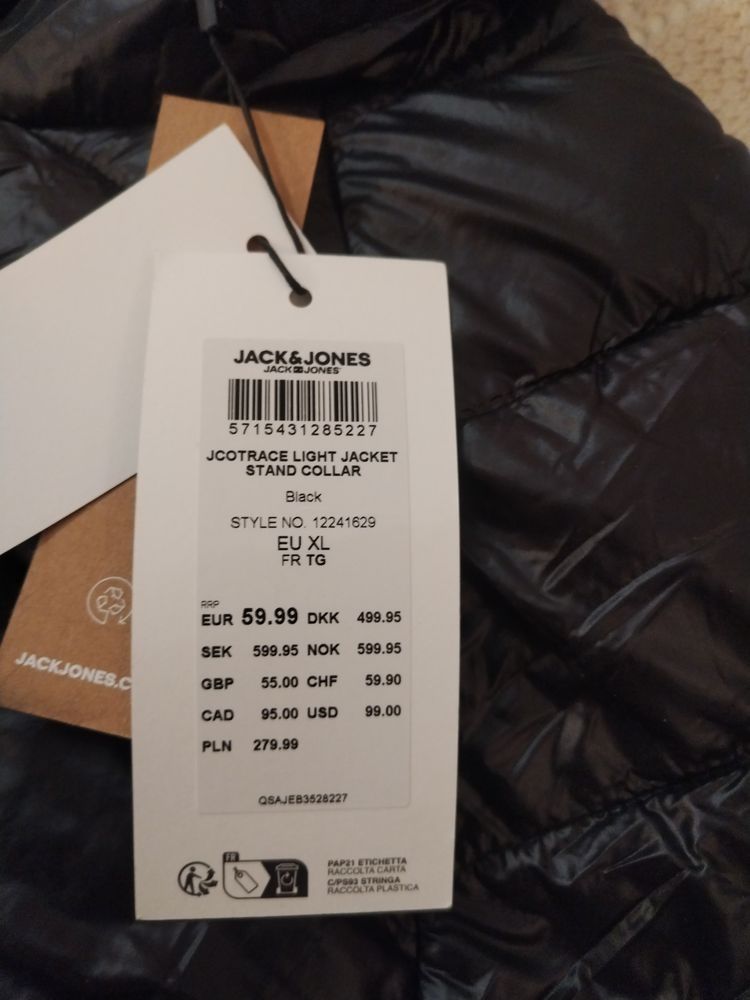 JACK&JONES
JACK JONES
5715431285227
JCOTRACE LIGHT JACKET
STAND COLLAR
Black
STYLE NO. 12241629
EU XL
FR TG
RRP
EUR 59.99 DKK 499.95
SEK 599.95 NOK 599.95
GBP 55.00 CHF 59.90
CAD 95.00 USD 99.00
PLN 279.99
QSAJEB3528227
FR
PAP21 ETICHETTA
RACCOLTA CARTA
C/PS93 STRINGA
RACCOLTA PLASTICA
JACKJONES.C